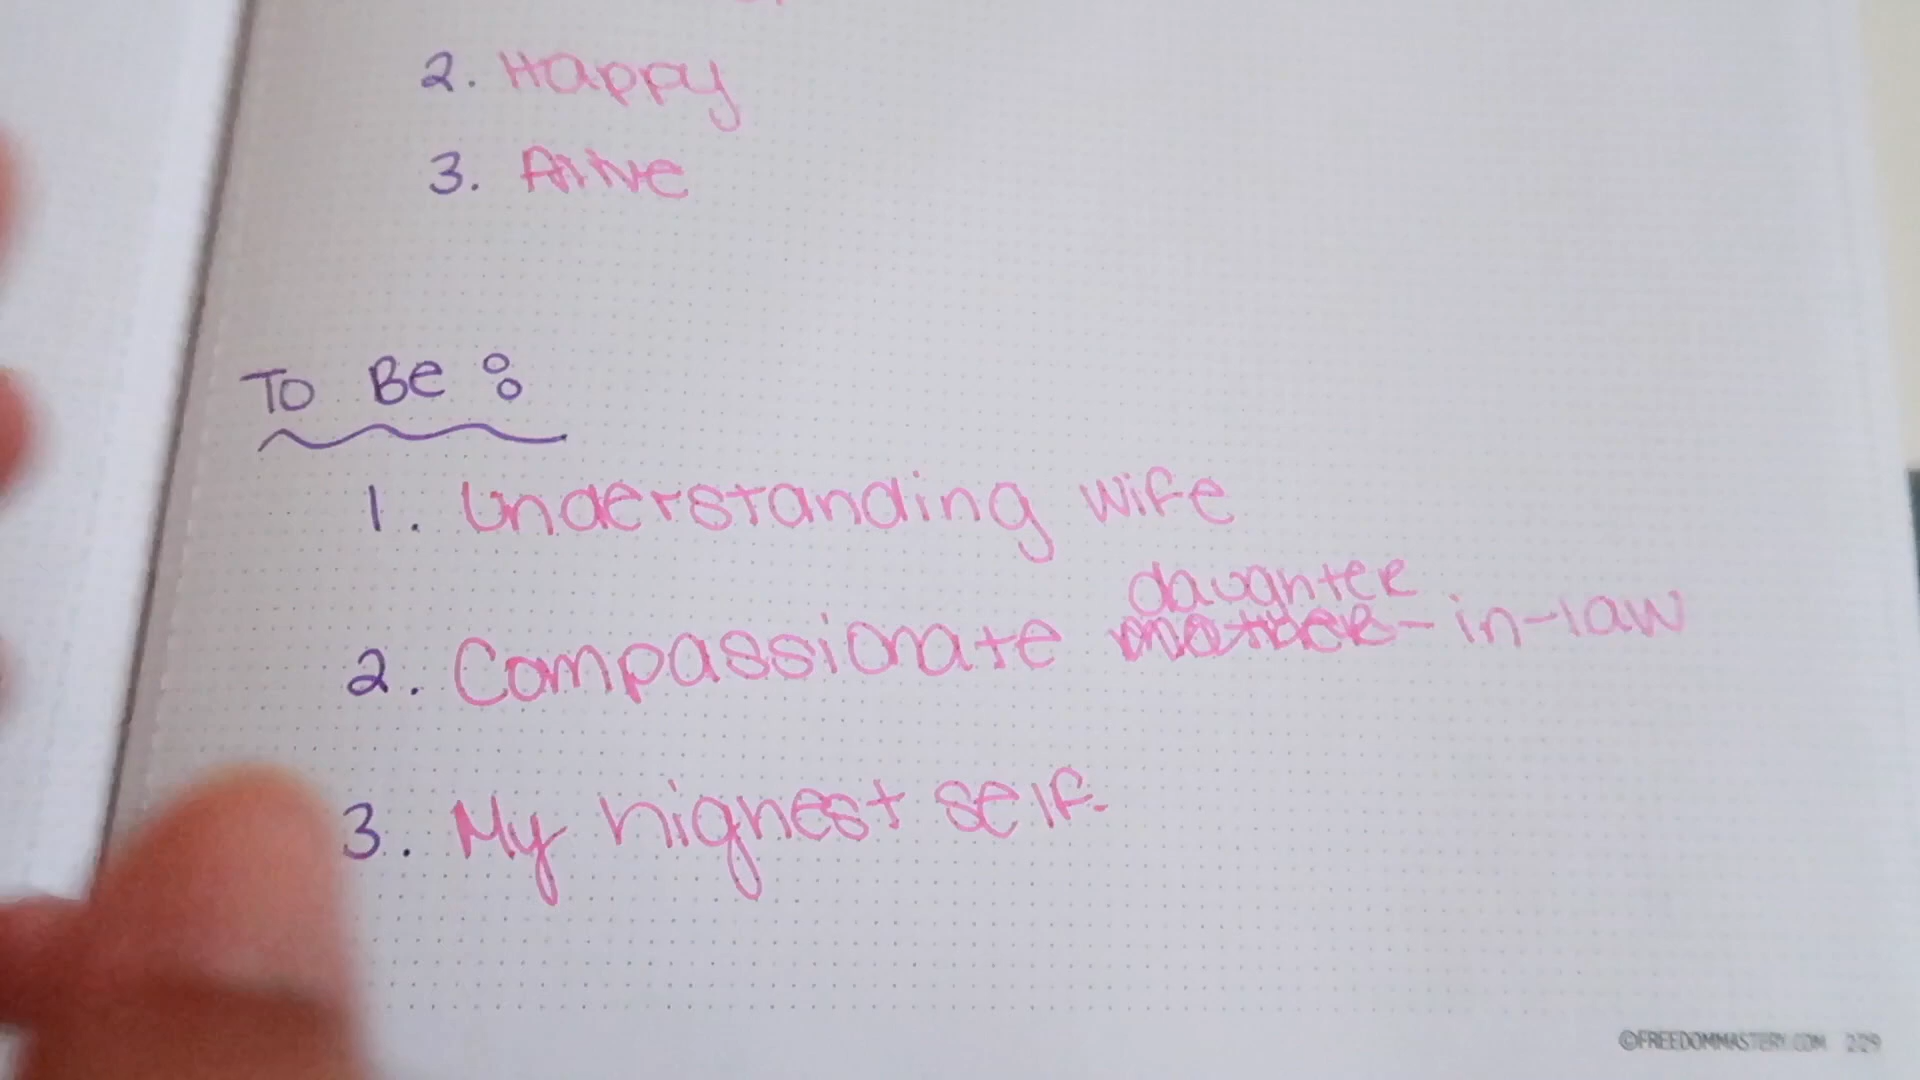 2. Happy
3. Alive
To Be:
1. Understanding wife
daughter
2. Compassionate mother-in-law
3. My highest self.
©FREEDOMMASTERY.COM 229